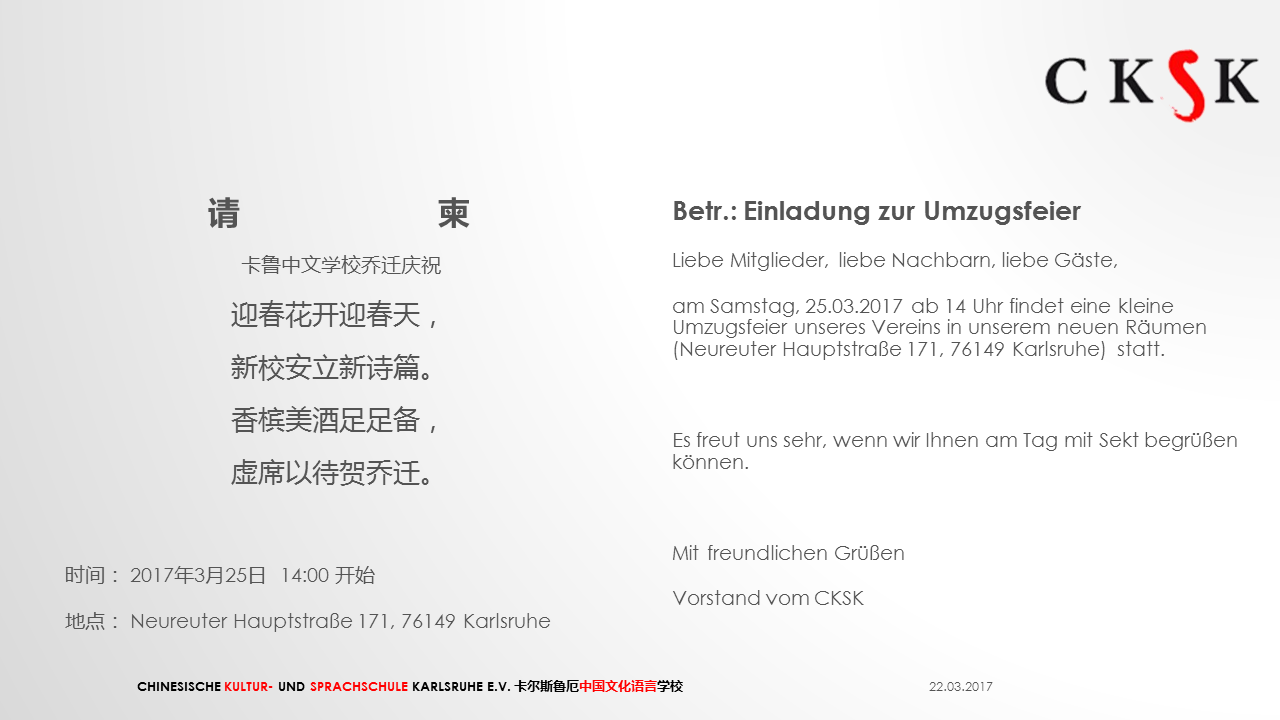 CKSK
请 柬
卡鲁中文学校乔迁庆祝
迎春花开迎春天，
新校安立新诗篇。
香槟美酒足足备，
虚席以待贺乔迁。
时间： 2017年3月25日 14:00 开始
地点： Neureuter Hauptstraße 171, 76149 Karlsruhe
Betr.: Einladung zur Umzugsfeier
Liebe Mitglieder, liebe Nachbarn, liebe Gäste,
am Samstag, 25.03.2017 ab 14 Uhr findet eine kleine
Umzugsfeier unseres Vereins in unserem neuen Räumen
(Neureuter Hauptstraße 171, 76149 Karlsruhe) statt.
Es freut uns sehr, wenn wir Ihnen am Tag mit Sekt begrüßen
können.
Mit freundlichen Grüßen
Vorstand vom CKSK
CHINESISCHE KULTUR- UND SPRACHSCHULE KARLSRUHE E.V. 卡尔斯鲁厄中国文化语言学校
22.03.2017